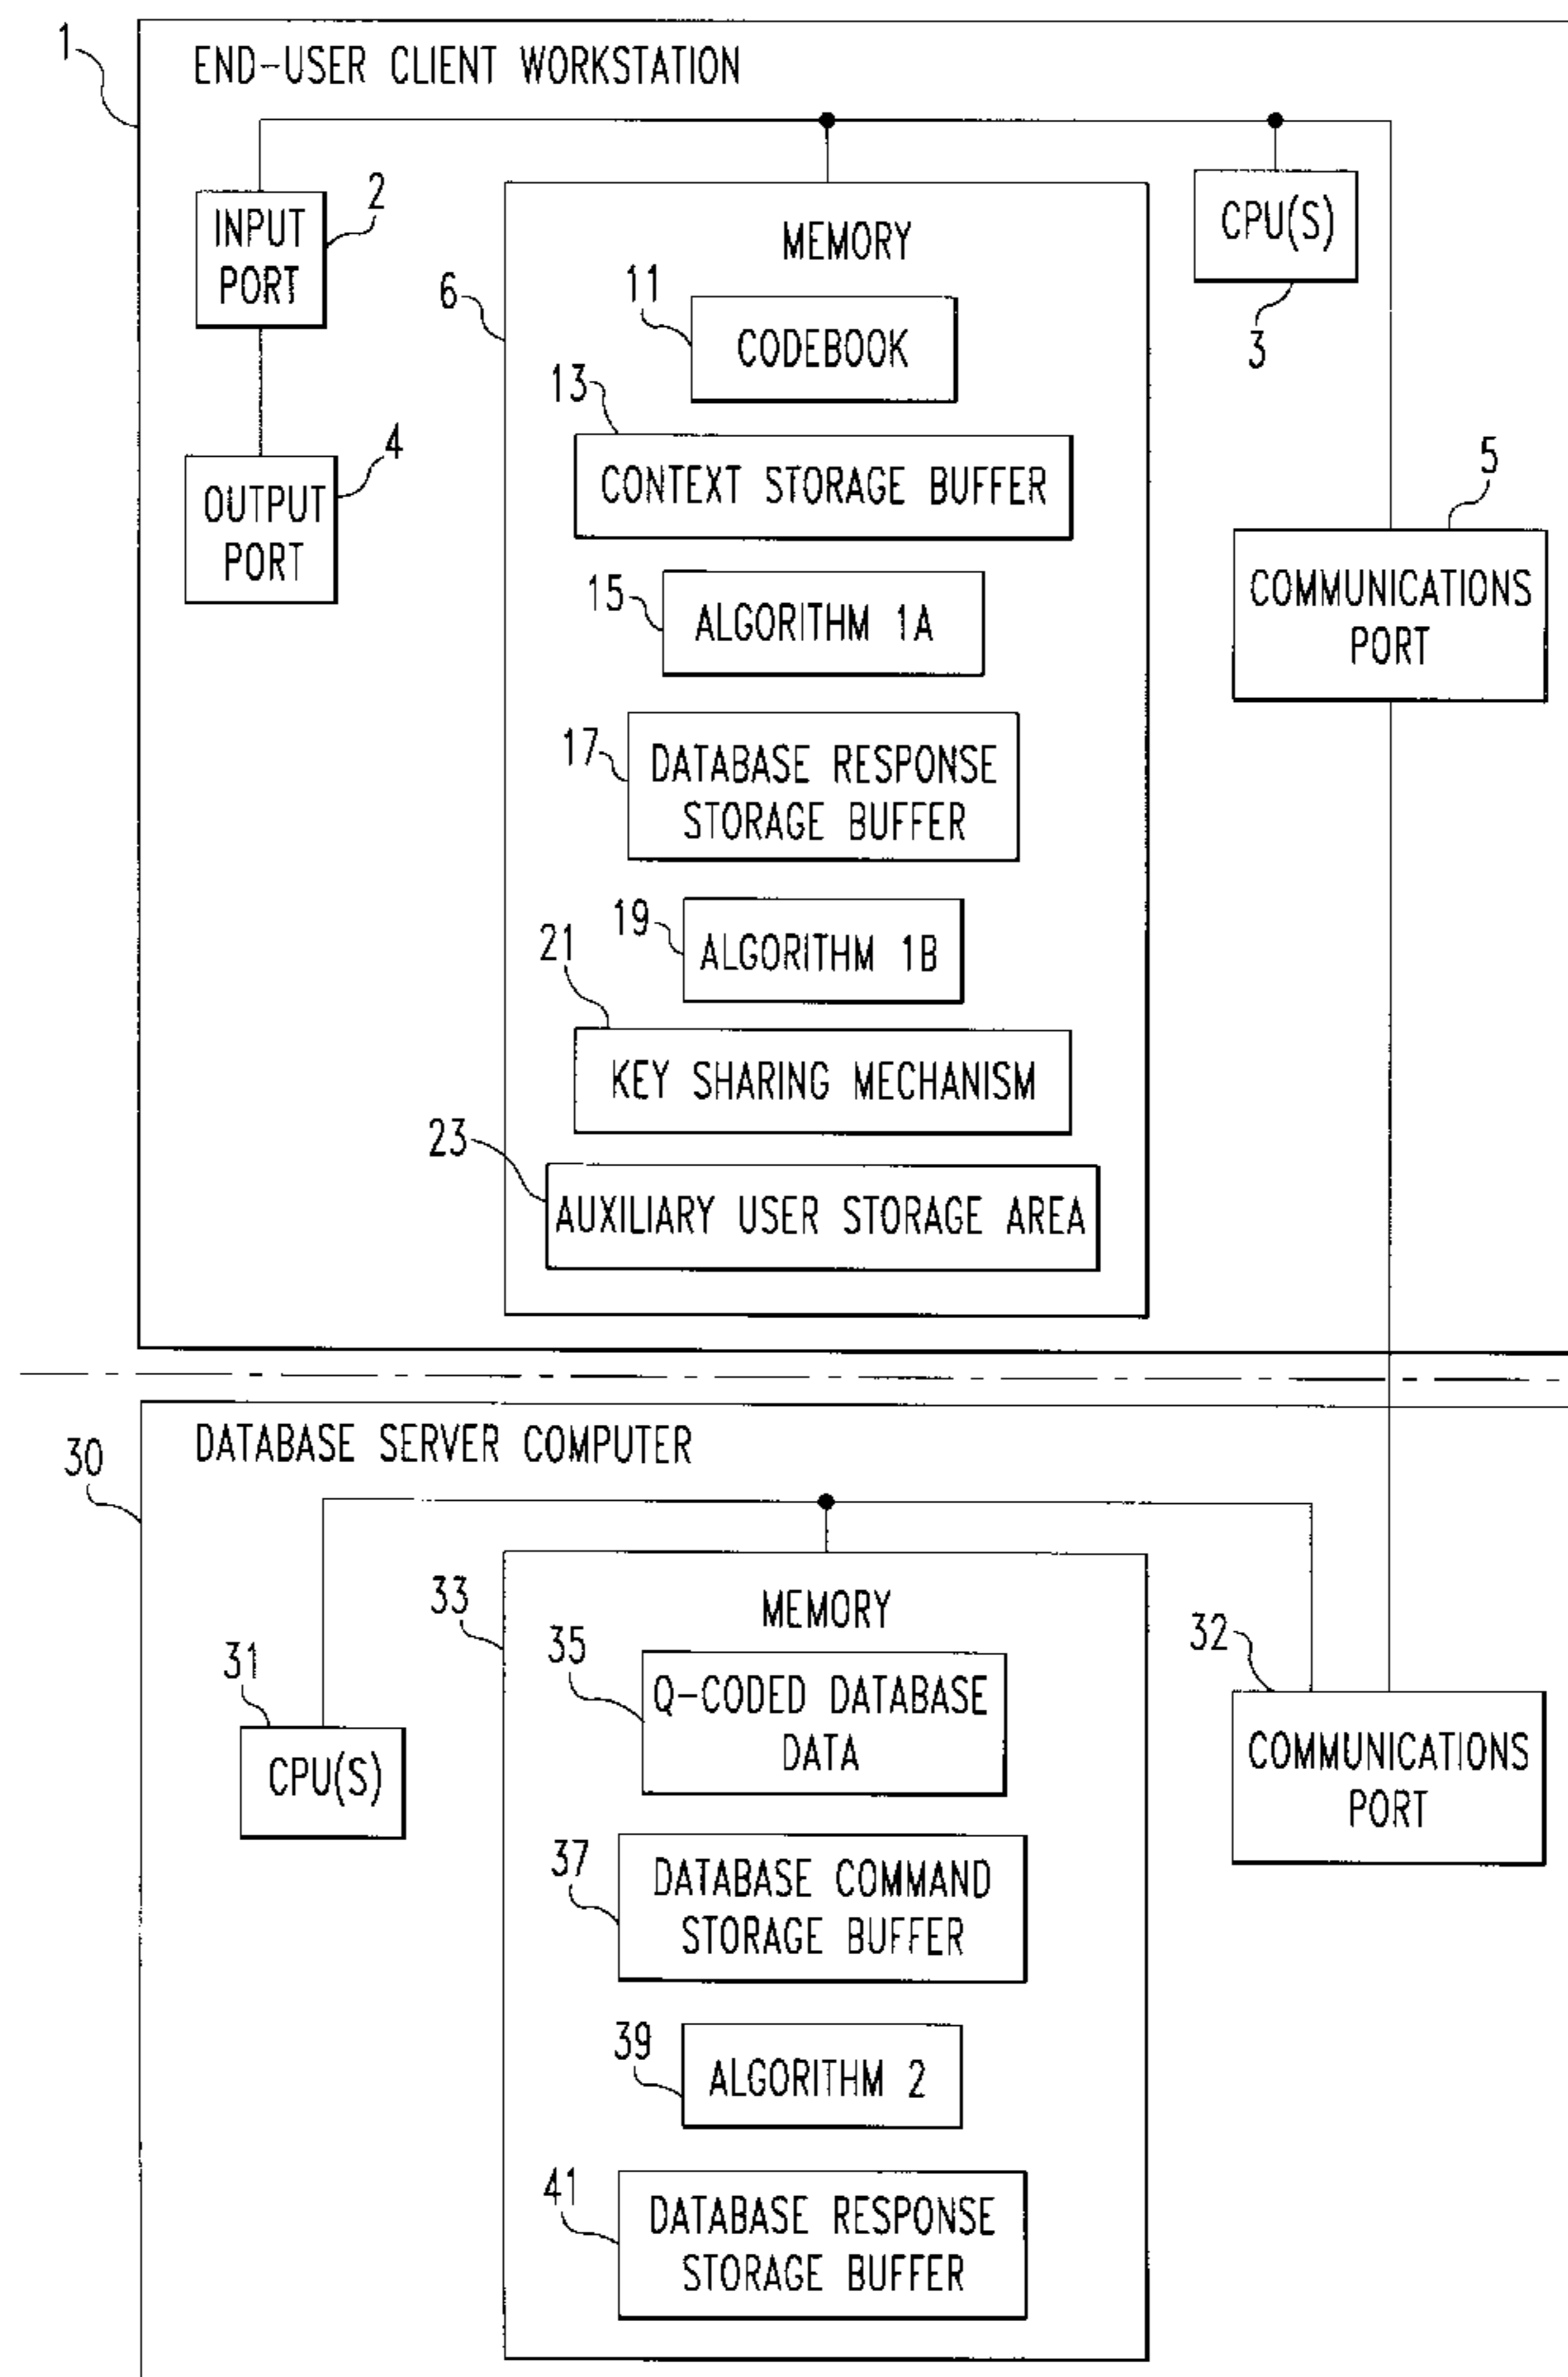 1
END-USER CLIENT WORKSTATION
2
INPUT
PORT
MEMORY
CPU(S)
3
6
11
CODEBOOK
13
CONTEXT STORAGE BUFFER
4
OUTPUT
PORT
5
COMMUNICATIONS
PORT
15
ALGORITHM 1A
17
DATABASE RESPONSE
STORAGE BUFFER
19
ALGORITHM 1B
21
KEY SHARING MECHANISM
23
AUXILIARY USER STORAGE AREA
DATABASE SERVER COMPUTER
30
33
MEMORY
31
CPU(S)
35
Q-CODED DATABASE
DATA
32
COMMUNICATIONS
PORT
37
DATABASE COMMAND
STORAGE BUFFER
39
ALGORITHM 2
41
DATABASE RESPONSE
STORAGE BUFFER